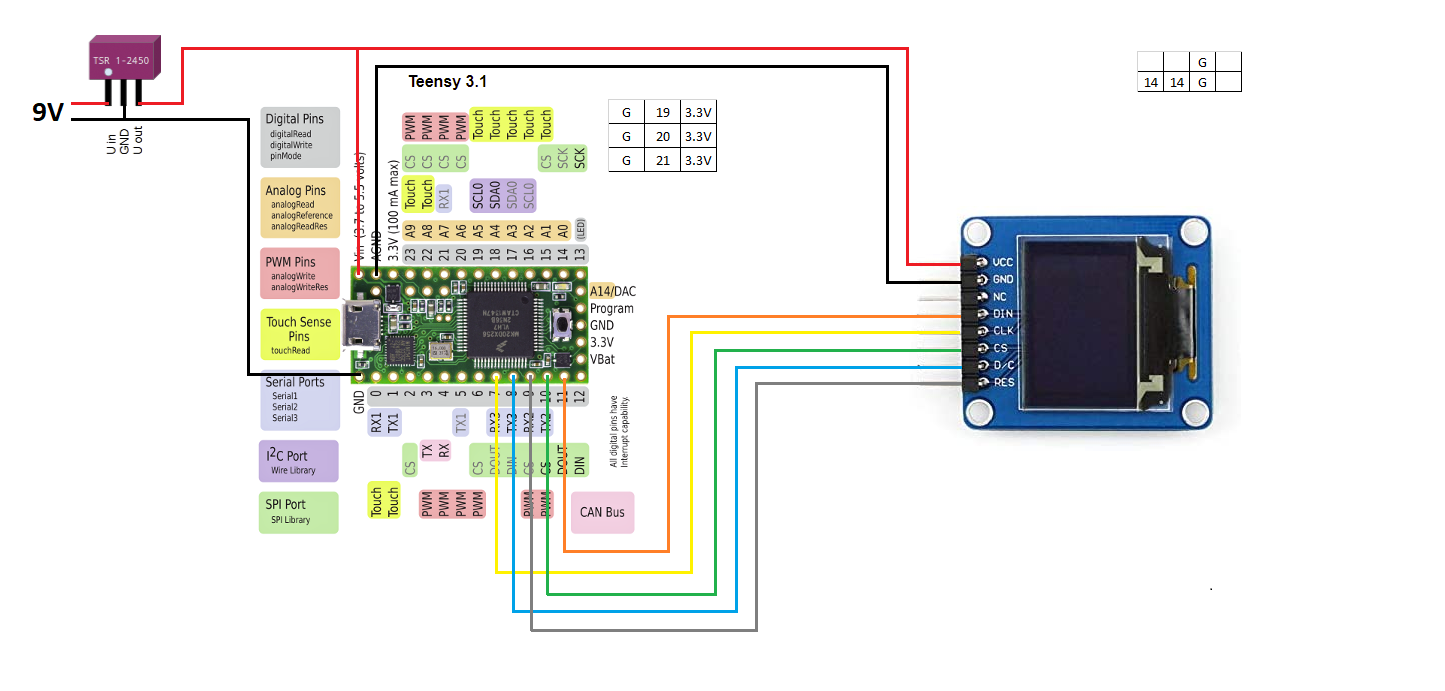 TSR 1-2450
9V
U in
GND
U out
Teensy 3.1
Digital Pins
digitalRead
digitalWrite
pinMode
Analog Pins
analogRead
analogReference
analogReadRes
PWM Pins
analogWrite
analogWriteRes
Touch Sense
Pins
touchRead
Serial Ports
Serial1
Serial2
Serial3
I2C Port
Wire Library
SPI Port
SPI Library
Vin (3.7 to 5.5 volts)
AGND
3.3V (100 mA max)
PWM PWM PWM PWM Touch Touch Touch Touch Touch
CS CS CS CS CS SCK SCK
Touch Touch RX1 SCL0 SDA0 SDA0 SCL0
A9 A8 A7 A6 A5 A4 A3 A2 A1 A0 (LED)
23 22 21 20 19 18 17 16 15 14 13
G 19 3.3V
G 20 3.3V
G 21 3.3V
G
14 14 G
A14/DAC
Program
GND
3.3V
VBat
GND 0 1 2 3 4 5 6 7 8 9 10 11 12
RX1 TX1 TX1 RX3 TX3 RX2 TX2
CS TX RX CS DOUT DIN CS CS DOUT DIN
Touch Touch PWM PWM PWM PWM PWM PWM
CAN Bus
All digital pins have
Interrupt capability.
VCC
GND
NC
DIN
CLK
CS
D/C
RES